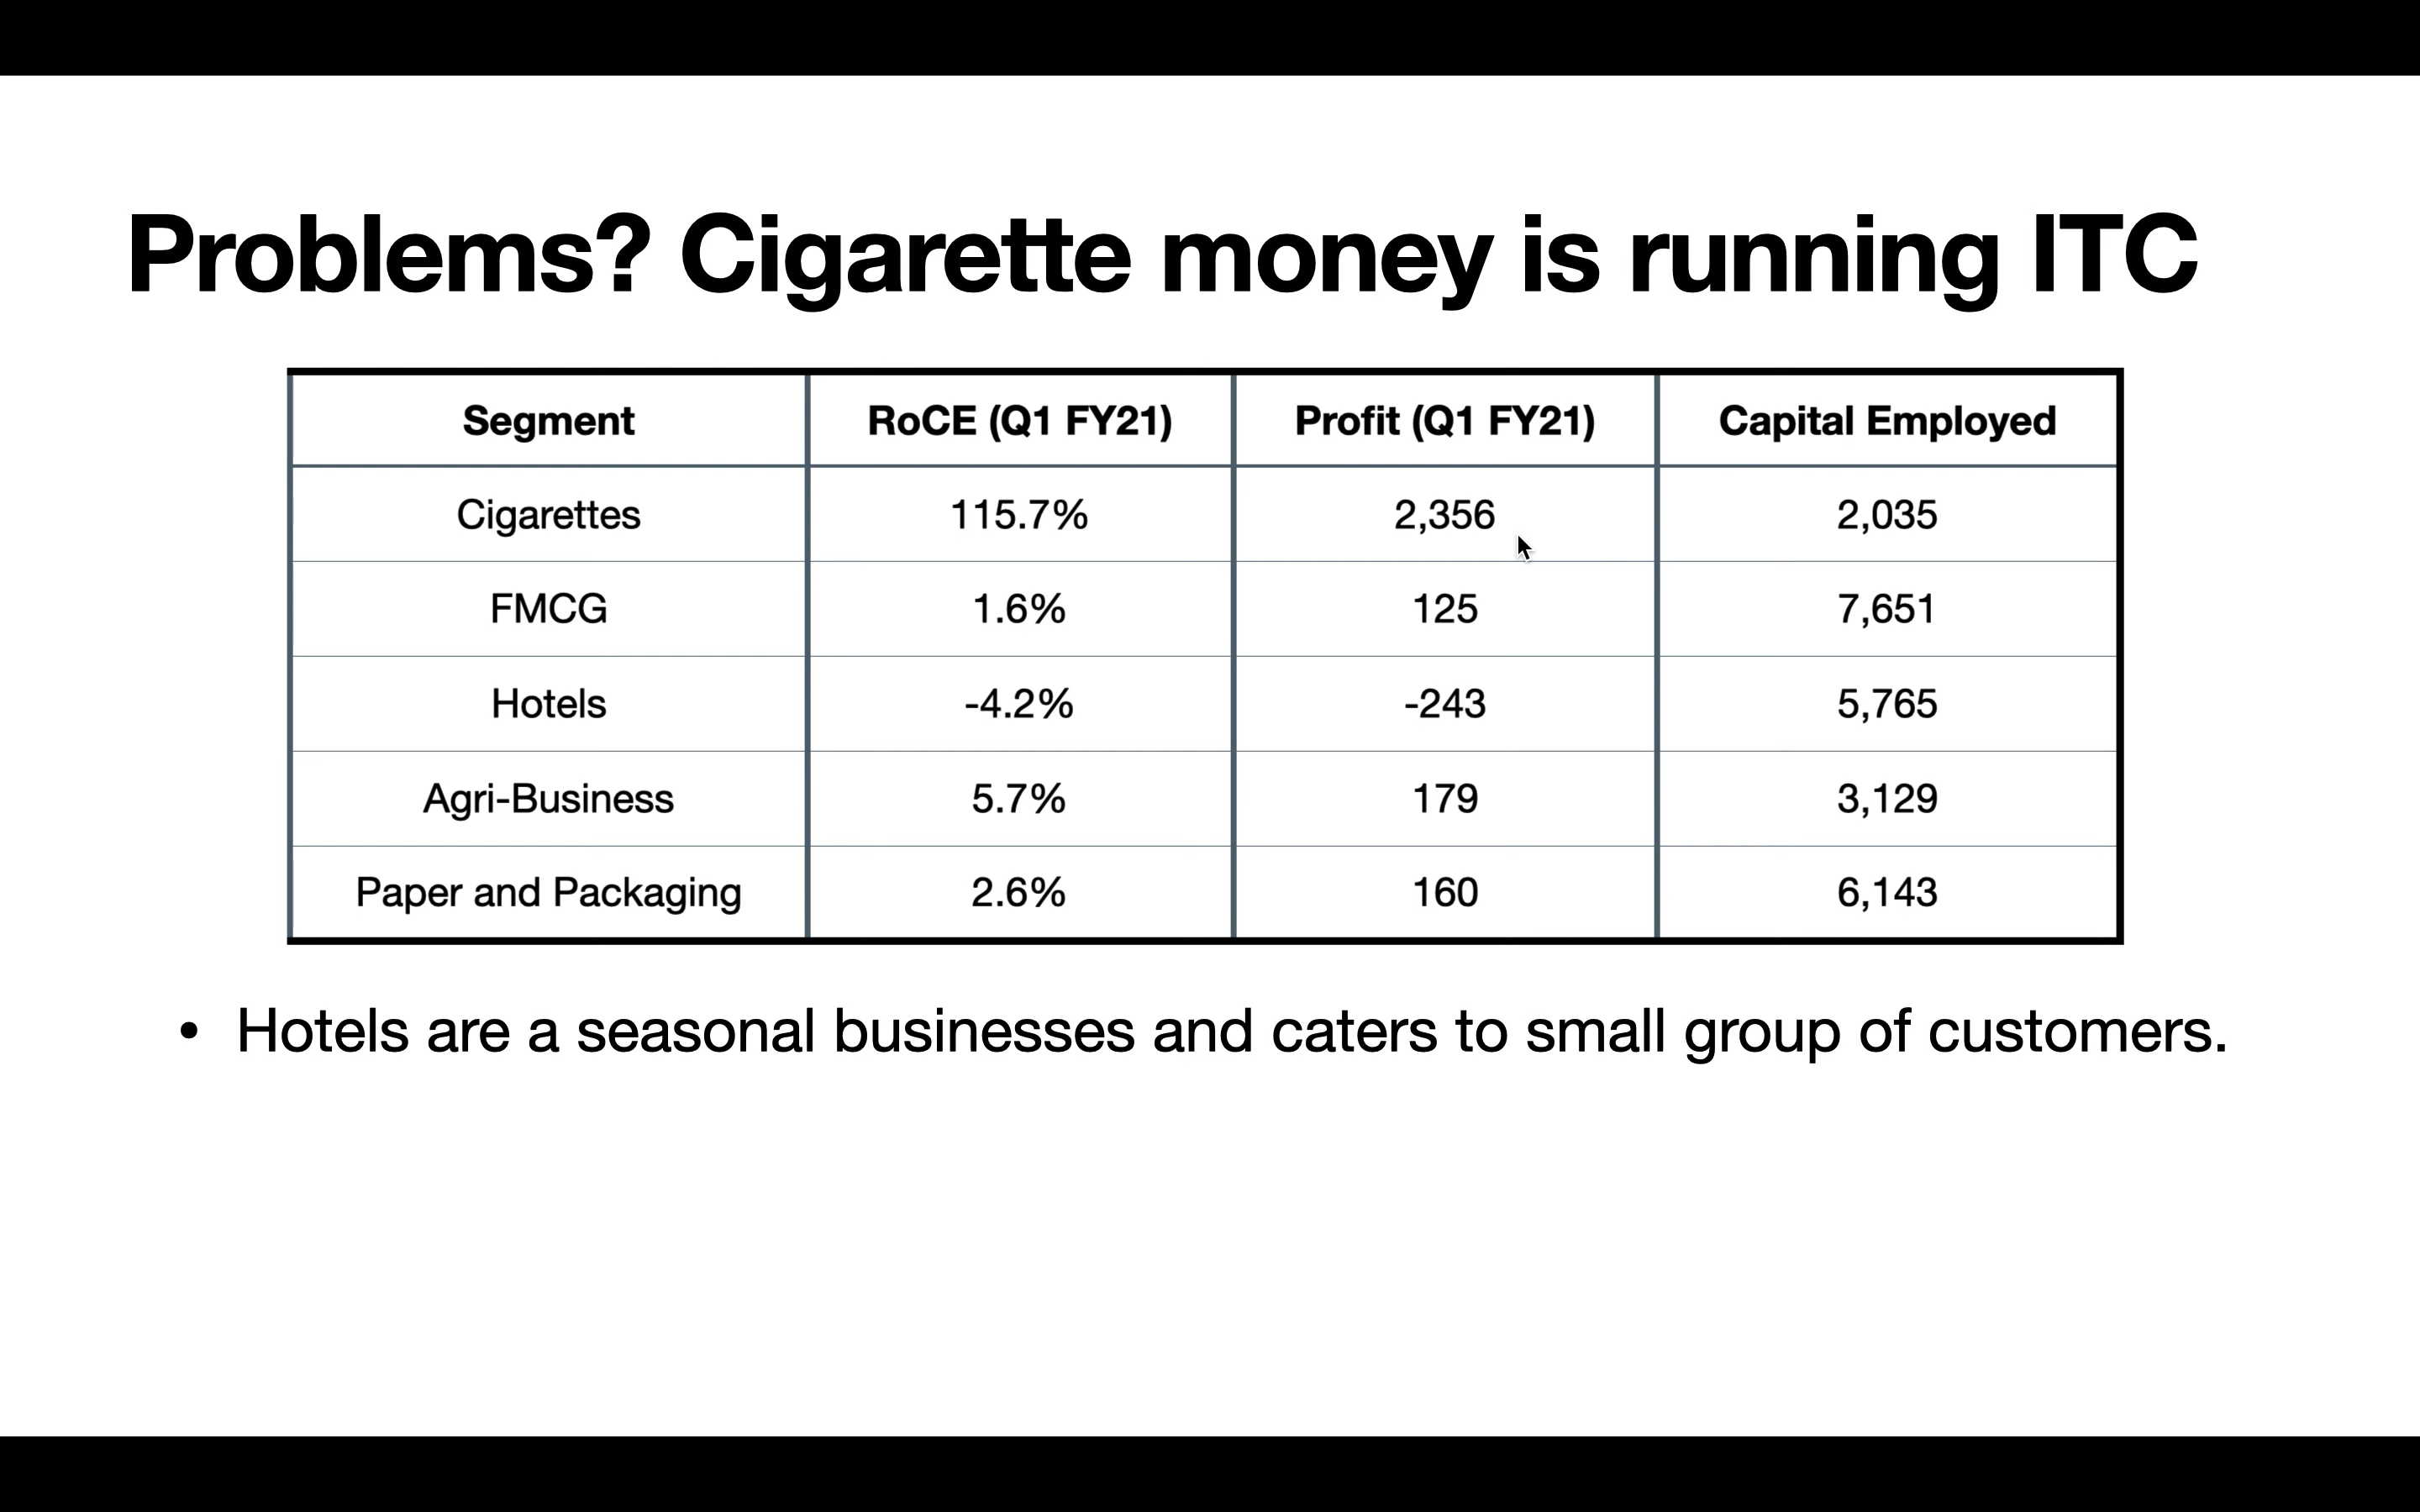 Problems? Cigarette money is running ITC
Segment RoCE (Q1 FY21) Profit (Q1 FY21) Capital Employed
Cigarettes 115.7% 2,356 2,035
FMCG 1.6% 125 7,651
Hotels -4.2% -243 5,765
Agri-Business 5.7% 179 3,129
Paper and Packaging 2.6% 160 6,143
• Hotels are a seasonal businesses and caters to small group of customers.